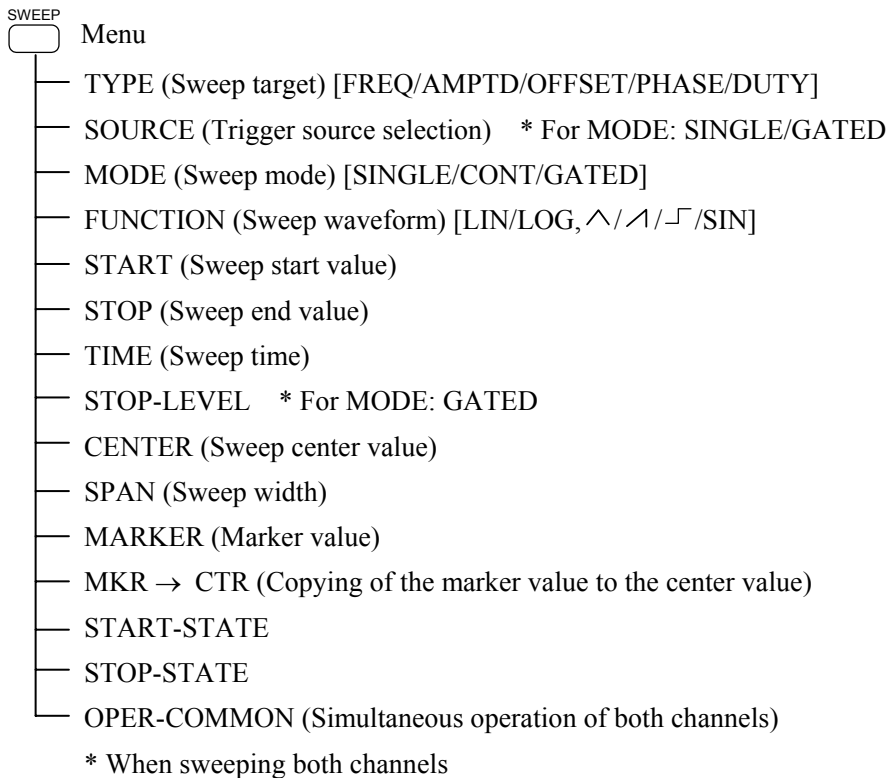 SWEEP
Menu
TYPE (Sweep target) [FREQ/AMPTD/OFFSET/PHASE/DUTY]
SOURCE (Trigger source selection) * For MODE: SINGLE/GATED
MODE (Sweep mode) [SINGLE/CONT/GATED]
FUNCTION (Sweep waveform) [LIN/LOG, / / /SIN]
START (Sweep start value)
STOP (Sweep end value)
TIME (Sweep time)
STOP-LEVEL * For MODE: GATED
CENTER (Sweep center value)
SPAN (Sweep width)
MARKER (Marker value)
MKR → CTR (Copying of the marker value to the center value)
START-STATE
STOP-STATE
OPER-COMMON (Simultaneous operation of both channels)
* When sweeping both channels